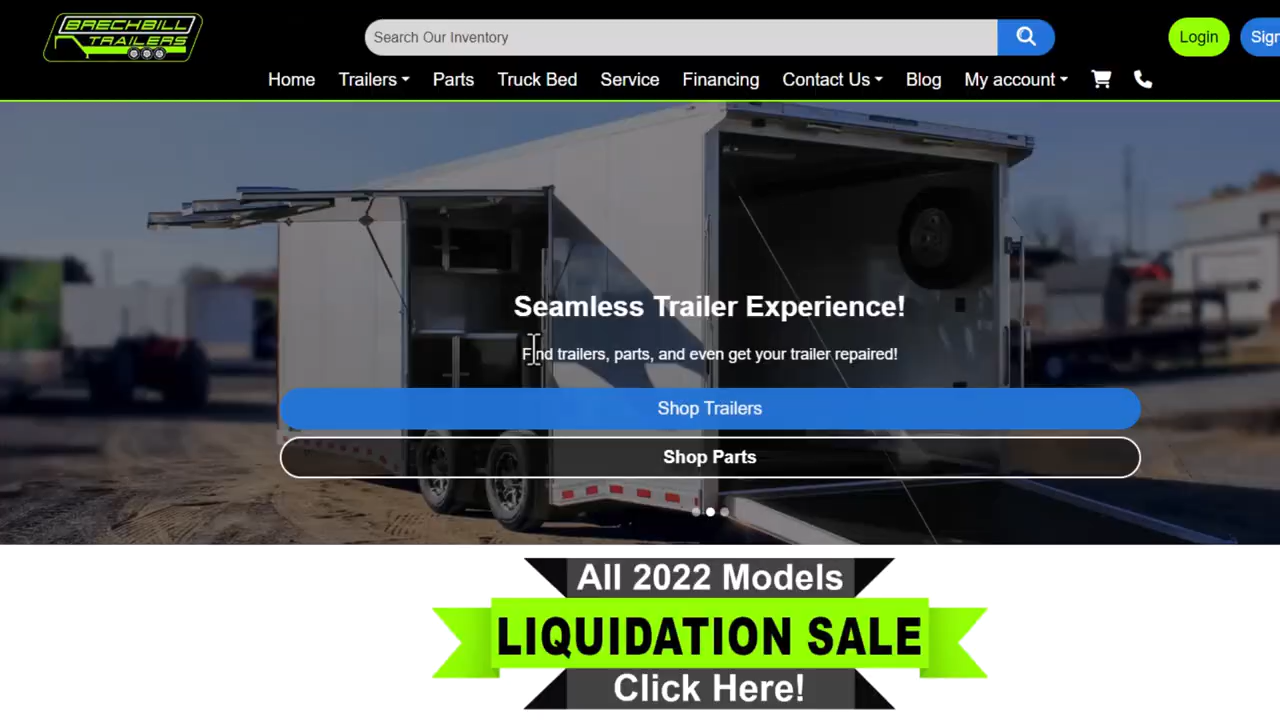 BRECHBILL
TRAILERS
Search Our Inventory
Login
Sign
Home
Trailers
Parts
Truck Bed
Service
Financing
Contact Us
Blog
My account
Seamless Trailer Experience!
Find trailers, parts, and even get your trailer repaired!
Shop Trailers
Shop Parts
All 2022 Models
LIQUIDATION SALE
Click Here!